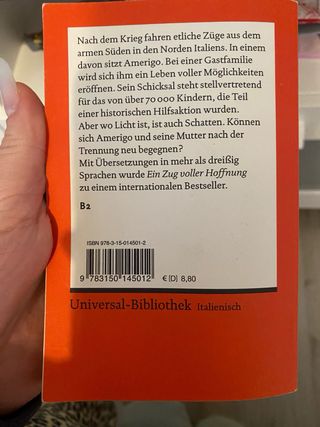 Nach dem Krieg fahren etliche Züge aus dem
armen Süden in den Norden Italiens. In einem
davon sitzt Amerigo. Bei einer Gastfamilie
wird sich ihm ein Leben voller Möglichkeiten
eröffnen. Sein Schicksal steht stellvertretend
für das von über 70 000 Kindern, die Teil
einer historischen Hilfsaktion wurden.
Aber wo Licht ist, ist auch Schatten. Können
sich Amerigo und seine Mutter nach der
Trennung neu begegnen?
Mit Übersetzungen in mehr als dreißig
Sprachen wurde Ein Zug voller Hoffnung
zu einem internationalen Bestseller.
B2
ISBN 978-3-15-014501-2
9 783150 145012 € [D] 8,80
Universal-Bibliothek Italienisch